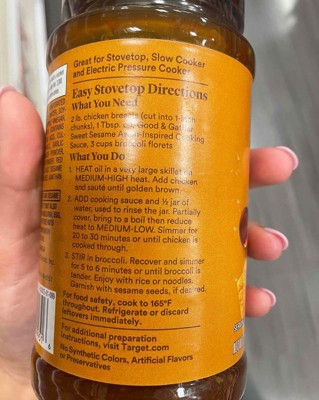 Great for Stovetop, Slow Cooker
and Electric Pressure Cooker
Easy Stovetop Directions
What You Need
2 lb. chicken breasts (cut into 1-inch
chunks), 1 Tbsp. oil, Good & Gather
Sweet Sesame Asian-Inspired Cooking
Sauce, 3 cups broccoli florets
What You Do
1. HEAT oil in a very large skillet on
MEDIUM-HIGH heat. Add chicken
and sauté until golden brown.
2. ADD cooking sauce and ½ jar of
water, used to rinse the jar. Partially
cover, bring to a boil then reduce
heat to MEDIUM-LOW. Simmer for
20 to 30 minutes or until chicken is
cooked through.
3. STIR in broccoli. Recover and simmer
for 5 to 6 minutes or until broccoli is
tender. Enjoy with rice or noodles.
Garnish with sesame seeds, if desired.
For food safety, cook to 165°F
throughout. Refrigerate or discard
leftovers immediately.
For additional preparation
instructions, visit Target.com
No Synthetic Colors, Artificial Flavors
or Preservatives